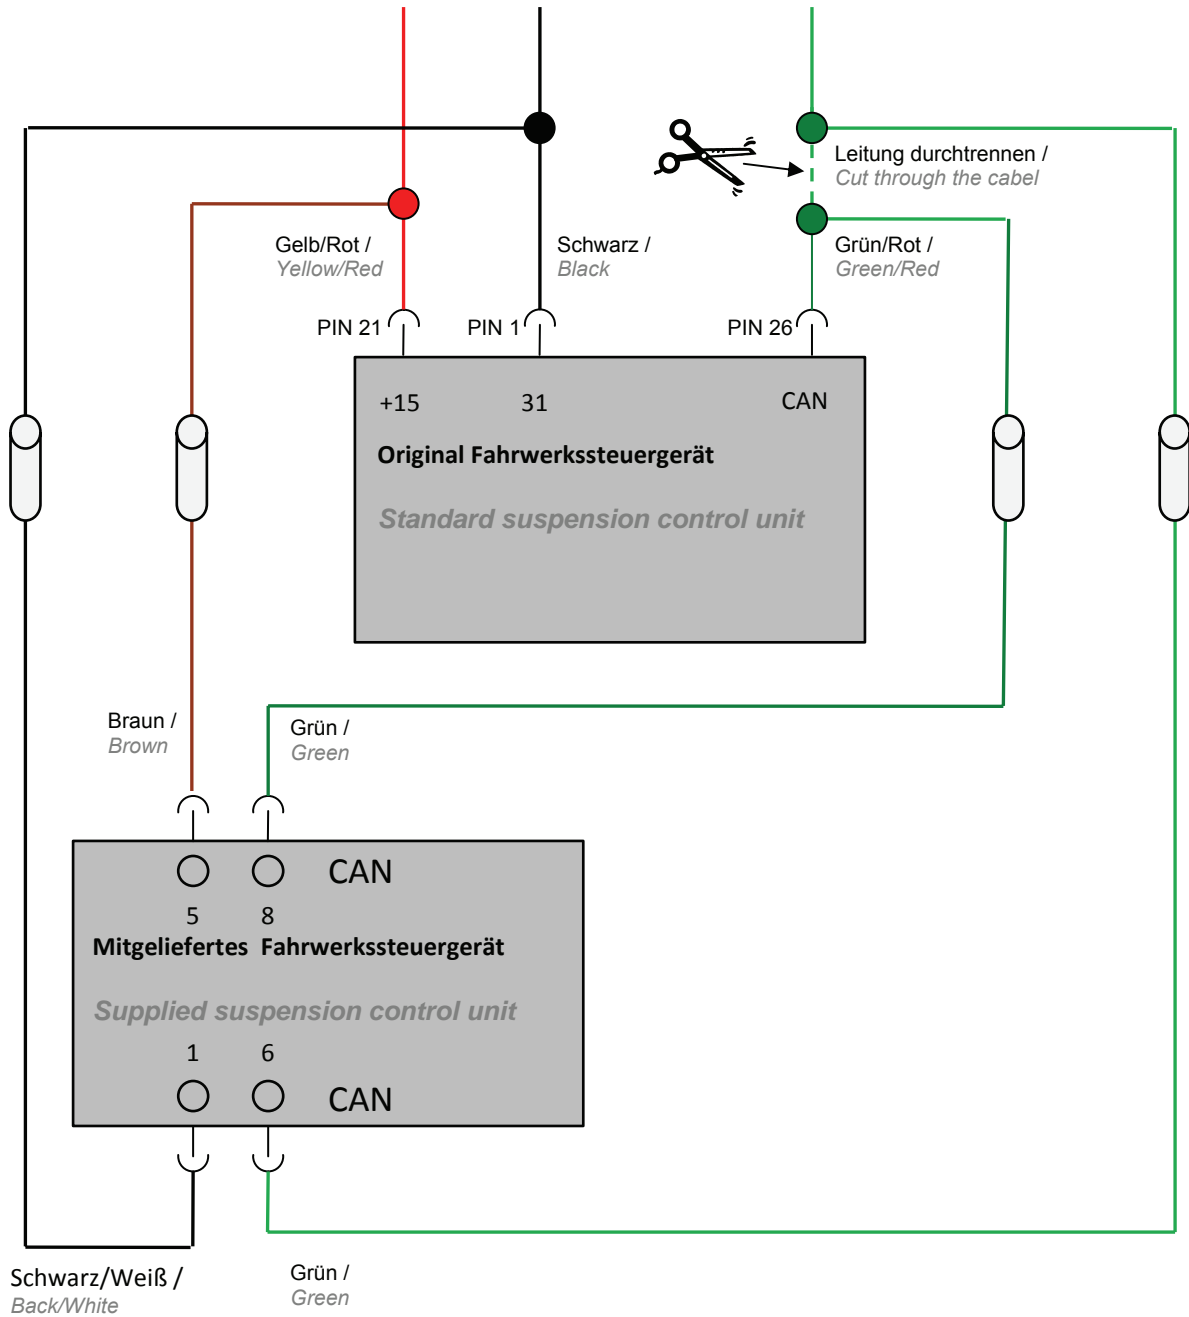 Leitung durchtrennen /
Cut through the cabel
Gelb/Rot /
Yellow/Red
Schwarz /
Black
Grün/Rot /
Green/Red
PIN 21
PIN 1
PIN 26
+15
31
CAN
Original Fahrwerkssteuergerät
Standard suspension control unit
Braun /
Brown
Grün /
Green
CAN
5
8
Mitgeliefertes Fahrwerkssteuergerät
Supplied suspension control unit
1
6
CAN
Schwarz/Weiß /
Back/White
Grün /
Green